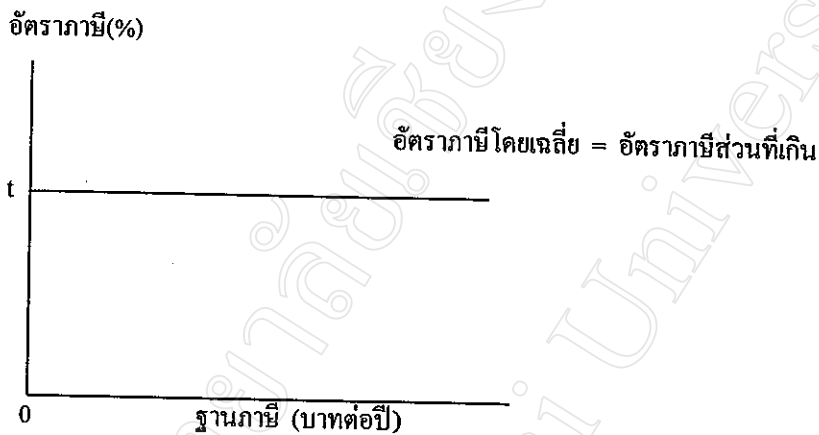 อัตราภาษี(%)
อัตราภาษีโดยเฉลี่ย = อัตราภาษีส่วนที่เกิน
t
0
ฐานภาษี (บาทต่อปี)